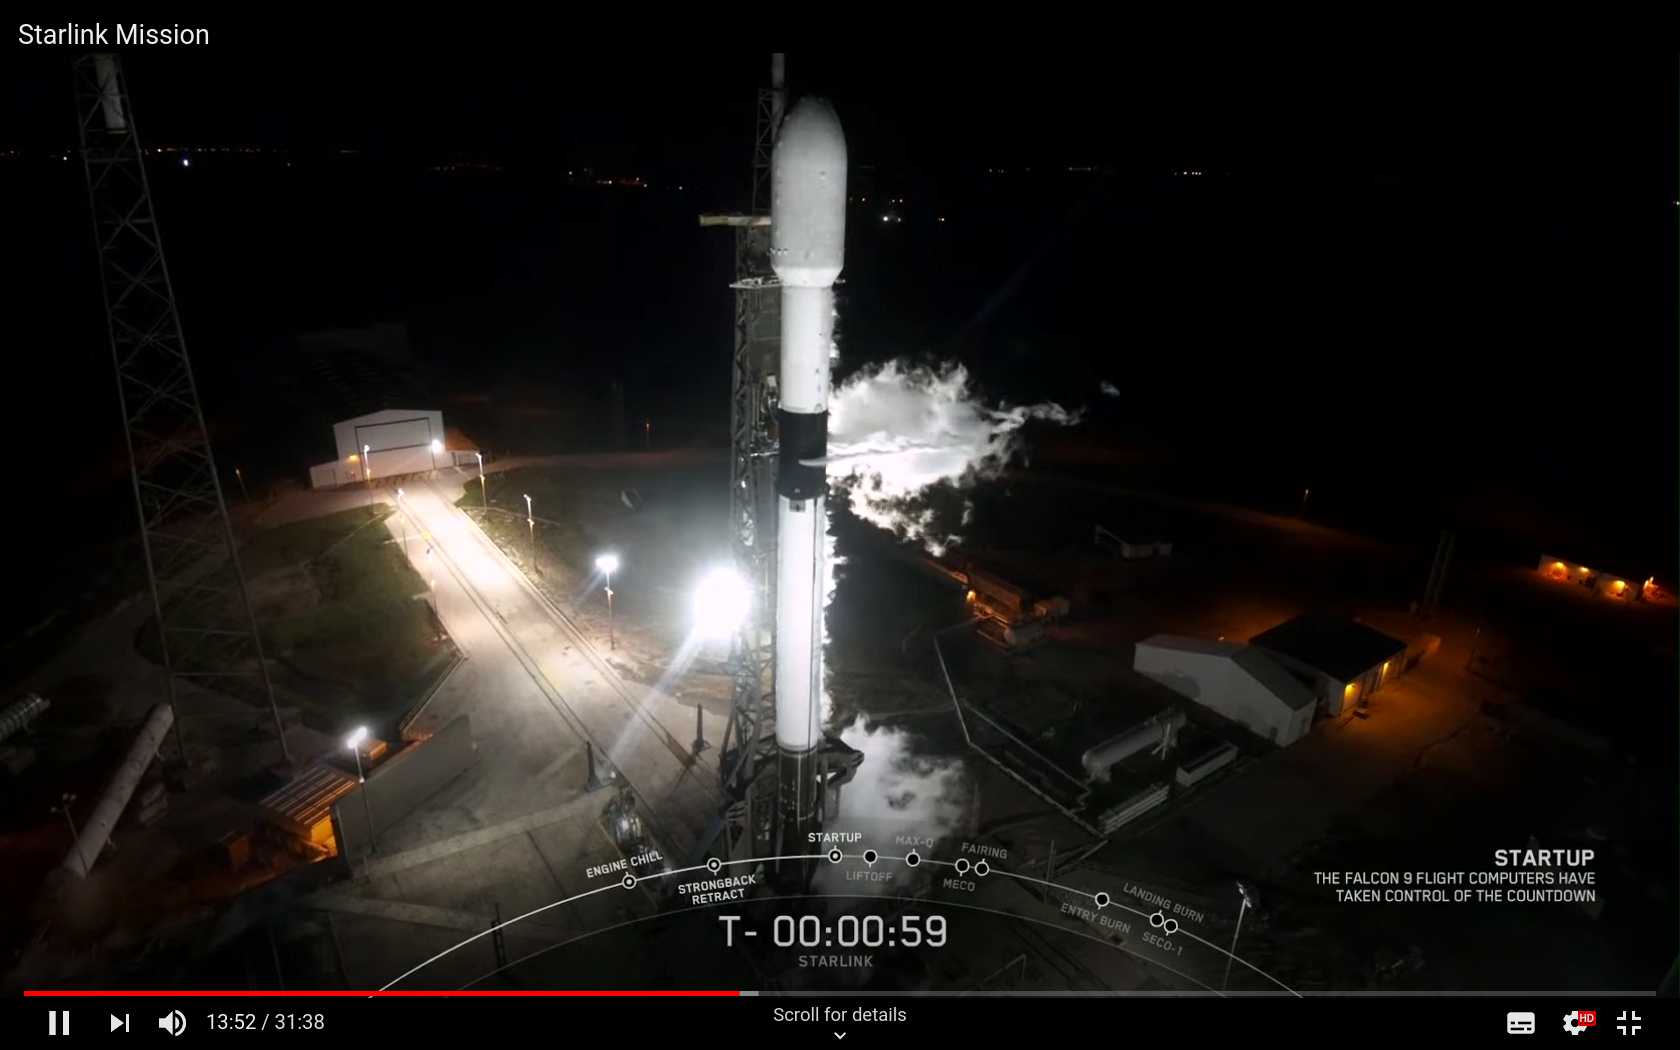 Starlink Mission
ENGINE CHILL
STRONGBACK
RETRACT
STARTUP
LIFTOFF
MAX-Q
MECO
FAIRING
ENTRY BURN
LANDING BURN
SECO-1
T- 00:00:59
STARLINK
STARTUP
THE FALCON 9 FLIGHT COMPUTERS HAVE
TAKEN CONTROL OF THE COUNTDOWN
13:52 / 31:38
Scroll for details
HD